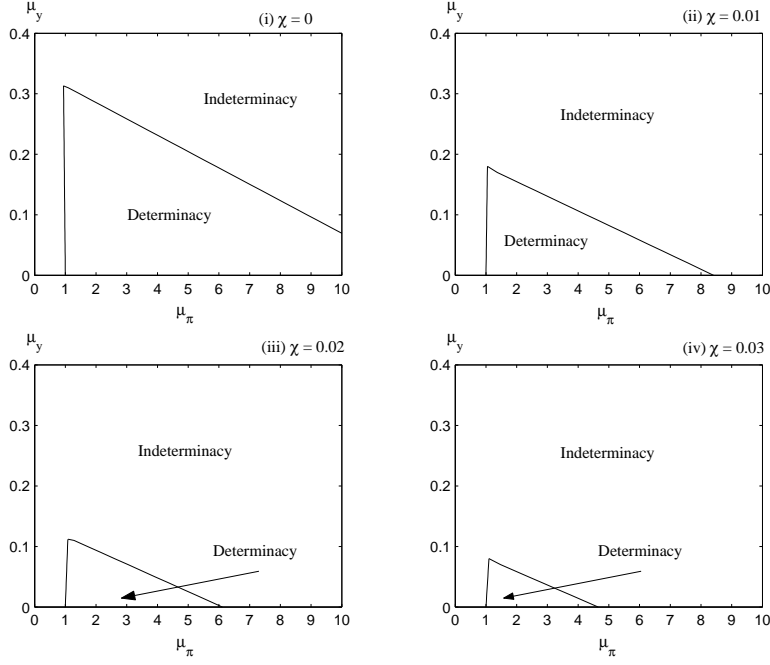 μy
(i) χ = 0
0.4
0.3
0.2
0.1
0
Indeterminacy
Determinacy
0 1 2 3 4 5 6 7 8 9 10
μπ
μy
(ii) χ = 0.01
0.4
0.3
0.2
0.1
0
Indeterminacy
Determinacy
0 1 2 3 4 5 6 7 8 9 10
μπ
μy
(iii) χ = 0.02
0.4
0.3
0.2
0.1
0
Indeterminacy
Determinacy
0 1 2 3 4 5 6 7 8 9 10
μπ
μy
(iv) χ = 0.03
0.4
0.3
0.2
0.1
0
Indeterminacy
Determinacy
0 1 2 3 4 5 6 7 8 9 10
μπ